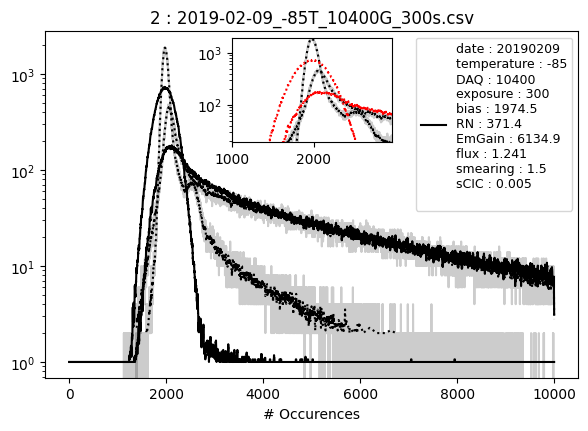 2 : 2019-02-09_-85T_10400G_300s.csv
10³
10²
10¹
10⁰
10³
10²
1000
2000
date : 20190209
temperature : -85
DAQ : 10400
exposure : 300
bias : 1974.5
RN : 371.4
EmGain : 6134.9
flux : 1.241
smearing : 1.5
sCIC : 0.005
0
2000
4000
6000
8000
10000
# Occurences